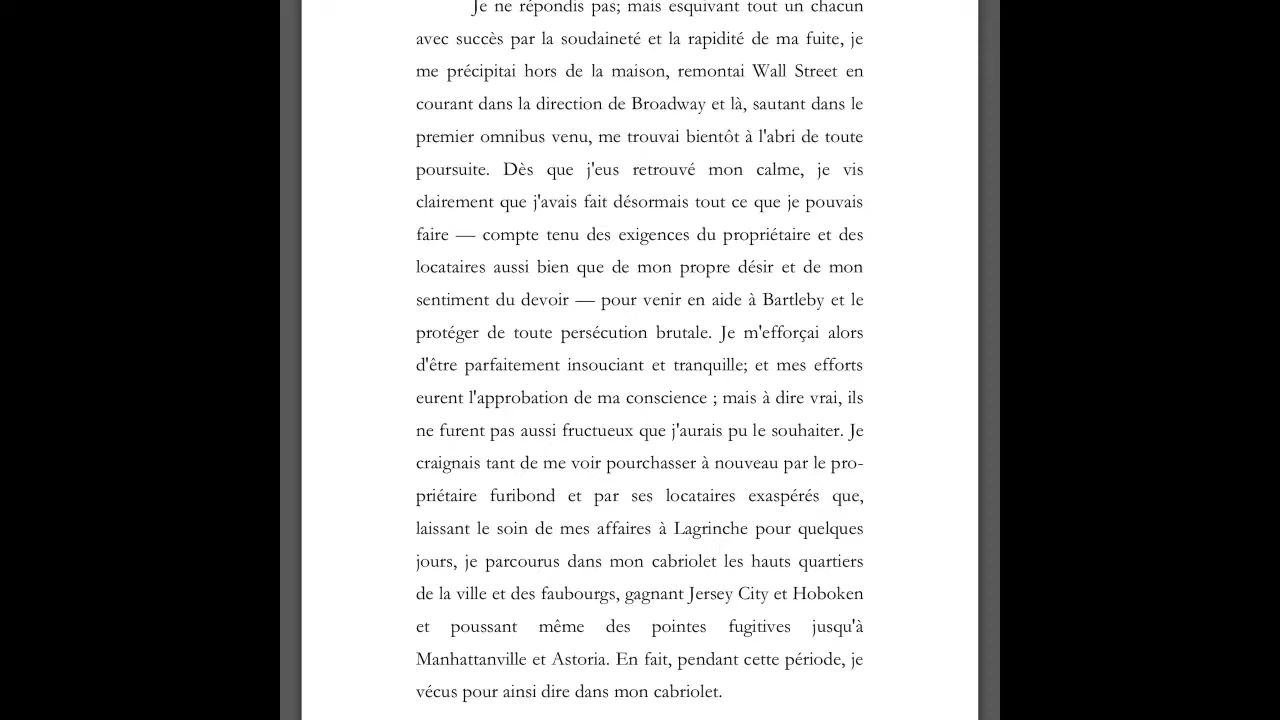 Je ne répondis pas; mais esquivant tout un chacun
avec succès par la soudaineté et la rapidité de ma fuite, je
me précipitai hors de la maison, remontai Wall Street en
courant dans la direction de Broadway et là, sautant dans le
premier omnibus venu, me trouvai bientôt à l'abri de toute
poursuite. Dès que j'eus retrouvé mon calme, je vis
clairement que j'avais fait désormais tout ce que je pouvais
faire — compte tenu des exigences du propriétaire et des
locataires aussi bien que de mon propre désir et de mon
sentiment du devoir — pour venir en aide à Bartleby et le
protéger de toute persécution brutale. Je m'efforçai alors
d'être parfaitement insouciant et tranquille; et mes efforts
eurent l'approbation de ma conscience ; mais à dire vrai, ils
ne furent pas aussi fructueux que j'aurais pu le souhaiter. Je
craignais tant de me voir pourchasser à nouveau par le pro-
priétaire furibond et par ses locataires exaspérés que,
laissant le soin de mes affaires à Lagrinche pour quelques
jours, je parcourus dans mon cabriolet les hauts quartiers
de la ville et des faubourgs, gagnant Jersey City et Hoboken
et poussant même des pointes fugitives jusqu'à
Manhattanville et Astoria. En fait, pendant cette période, je
vécus pour ainsi dire dans mon cabriolet.